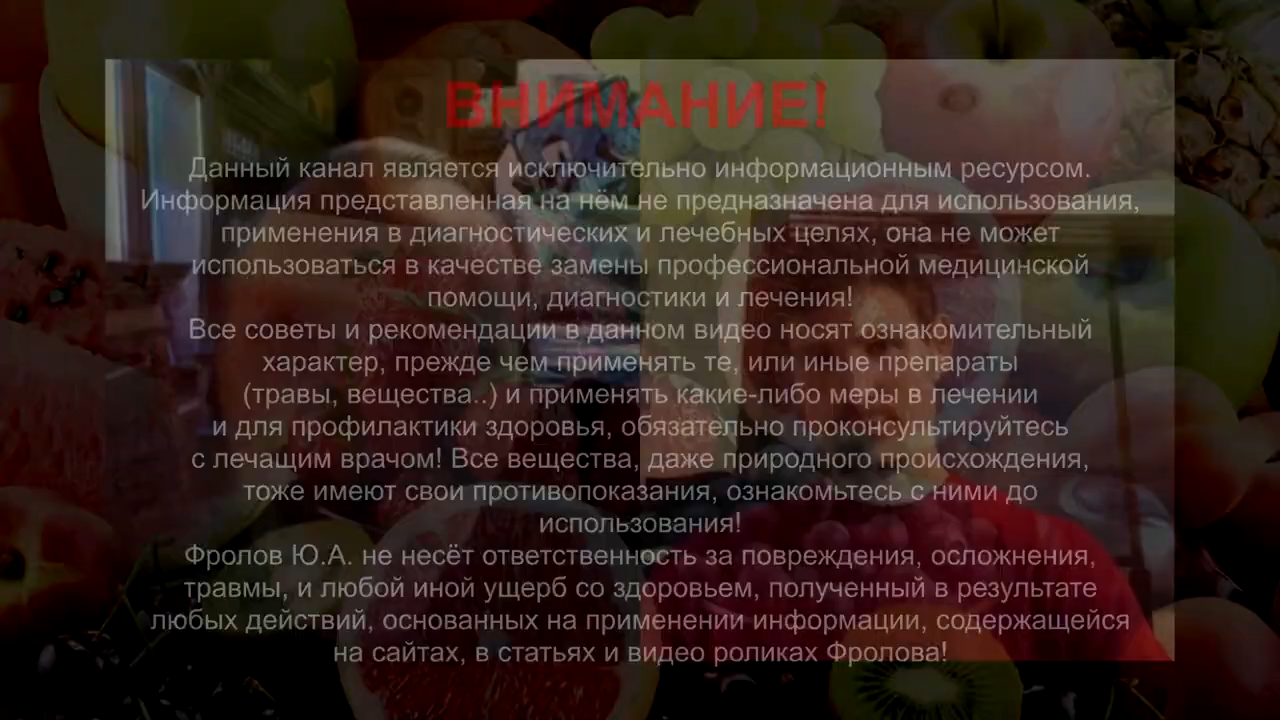 ВНИМАНИЕ!
Данный канал является исключительно информационным ресурсом.
Информация представленная на нём не предназначена для использования,
применения в диагностических и лечебных целях, она не может
использоваться в качестве замены профессиональной медицинской
помощи, диагностики и лечения!
Все советы и рекомендации в данном видео носят ознакомительный
характер, прежде чем применять те, или иные препараты
(травы, вещества..) и применять какие-либо меры в лечении
и для профилактики здоровья, обязательно проконсультируйтесь
с лечащим врачом! Все вещества, даже природного происхождения,
тоже имеют свои противопоказания, ознакомьтесь с ними до
использования!
Фролов Ю.А. не несёт ответственность за повреждения, осложнения,
травмы, и любой иной ущерб со здоровьем, полученный в результате
любых действий, основанных на применении информации, содержащейся
на сайтах, в статьях и видео роликах Фролова!